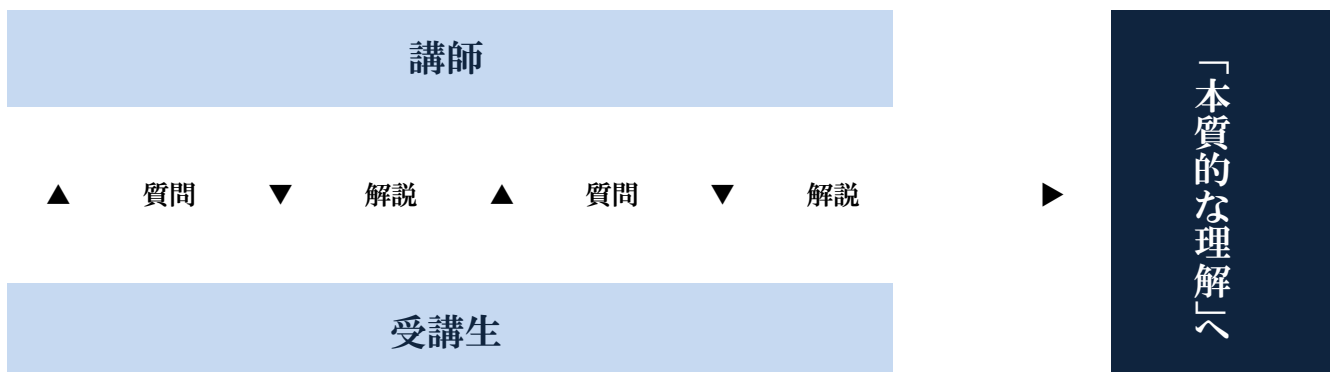 講師
▲ 質問 ▼ 解説 ▲ 質問 ▼ 解説 ▶
受講生
「本質的な理解」へ